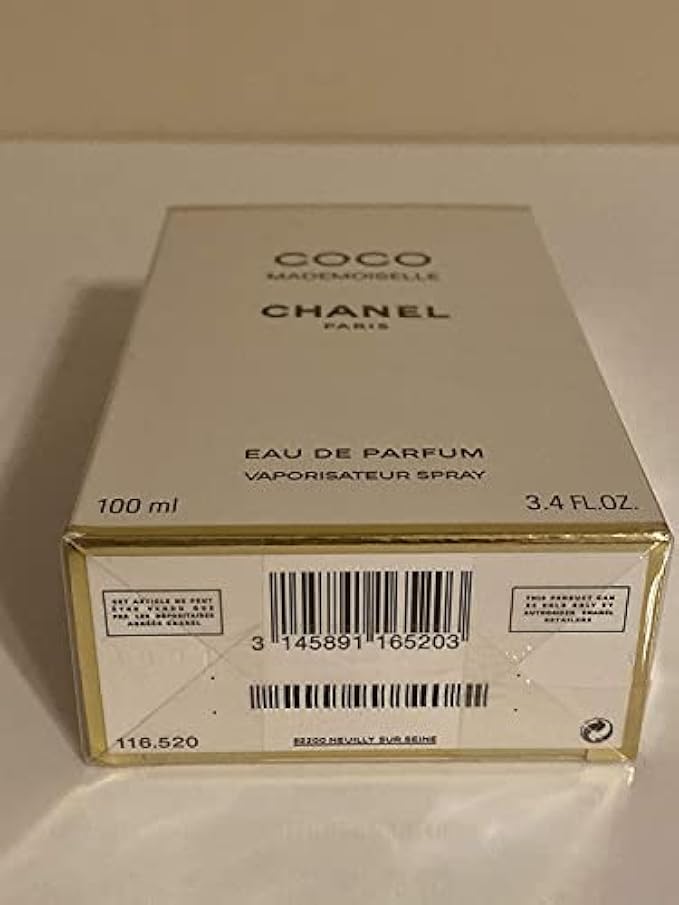 COCO
MADEMOISELLE
CHANEL
PARIS
EAU DE PARFUM
VAPORISATEUR SPRAY
100 ml
3.4 FL.OZ.
CET ARTICLE NE PEUT
ÊTRE VENDU QUE
PAR LES DÉPOSITAIRES
AGRÉÉS CHANEL
3 145891 165203
THIS PRODUCT CAN
BE SOLD ONLY BY
AUTHORIZED CHANEL
RETAILERS
116.520
92200 NEUILLY SUR SEINE